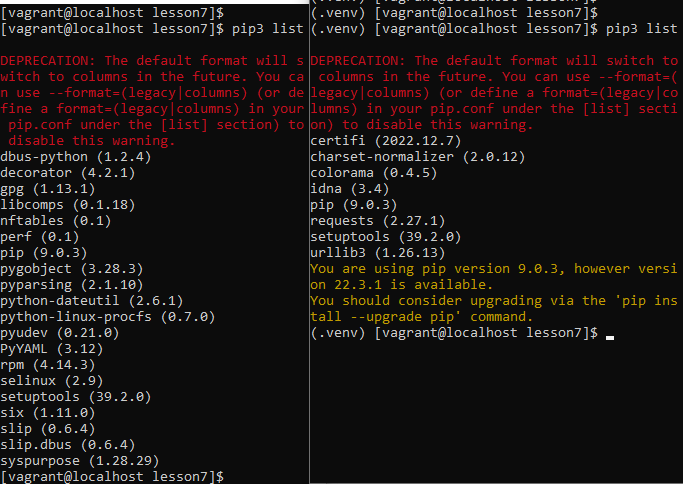 [vagrant@localhost lesson7]$
[vagrant@localhost lesson7]$ pip3 list
DEPRECATION: The default format will s
witch to columns in the future. You ca
n use --format=(legacy|columns) (or de
fine a format=(legacy|columns) in your
 pip.conf under the [list] section) to
 disable this warning.
dbus-python (1.2.4)
decorator (4.2.1)
gpg (1.13.1)
libcomps (0.1.18)
nftables (0.1)
perf (0.1)
pip (9.0.3)
pygobject (3.28.3)
pyparsing (2.1.10)
python-dateutil (2.6.1)
python-linux-procfs (0.7.0)
pyudev (0.21.0)
PyYAML (3.12)
rpm (4.14.3)
selinux (2.9)
setuptools (39.2.0)
six (1.11.0)
slip (0.6.4)
slip.dbus (0.6.4)
syspurpose (1.28.29)
[vagrant@localhost lesson7]$
(.venv) [vagrant@localhost lesson7]$
(.venv) [vagrant@localhost lesson7]$ pip3 list
DEPRECATION: The default format will switch to
 columns in the future. You can use --format=(
legacy|columns) (or define a format=(legacy|co
lumns) in your pip.conf under the [list] secti
on) to disable this warning.
certifi (2022.12.7)
charset-normalizer (2.0.12)
colorama (0.4.5)
idna (3.4)
pip (9.0.3)
requests (2.27.1)
setuptools (39.2.0)
urllib3 (1.26.13)
You are using pip version 9.0.3, however versi
on 22.3.1 is available.
You should consider upgrading via the 'pip ins
tall --upgrade pip' command.
(.venv) [vagrant@localhost lesson7]$